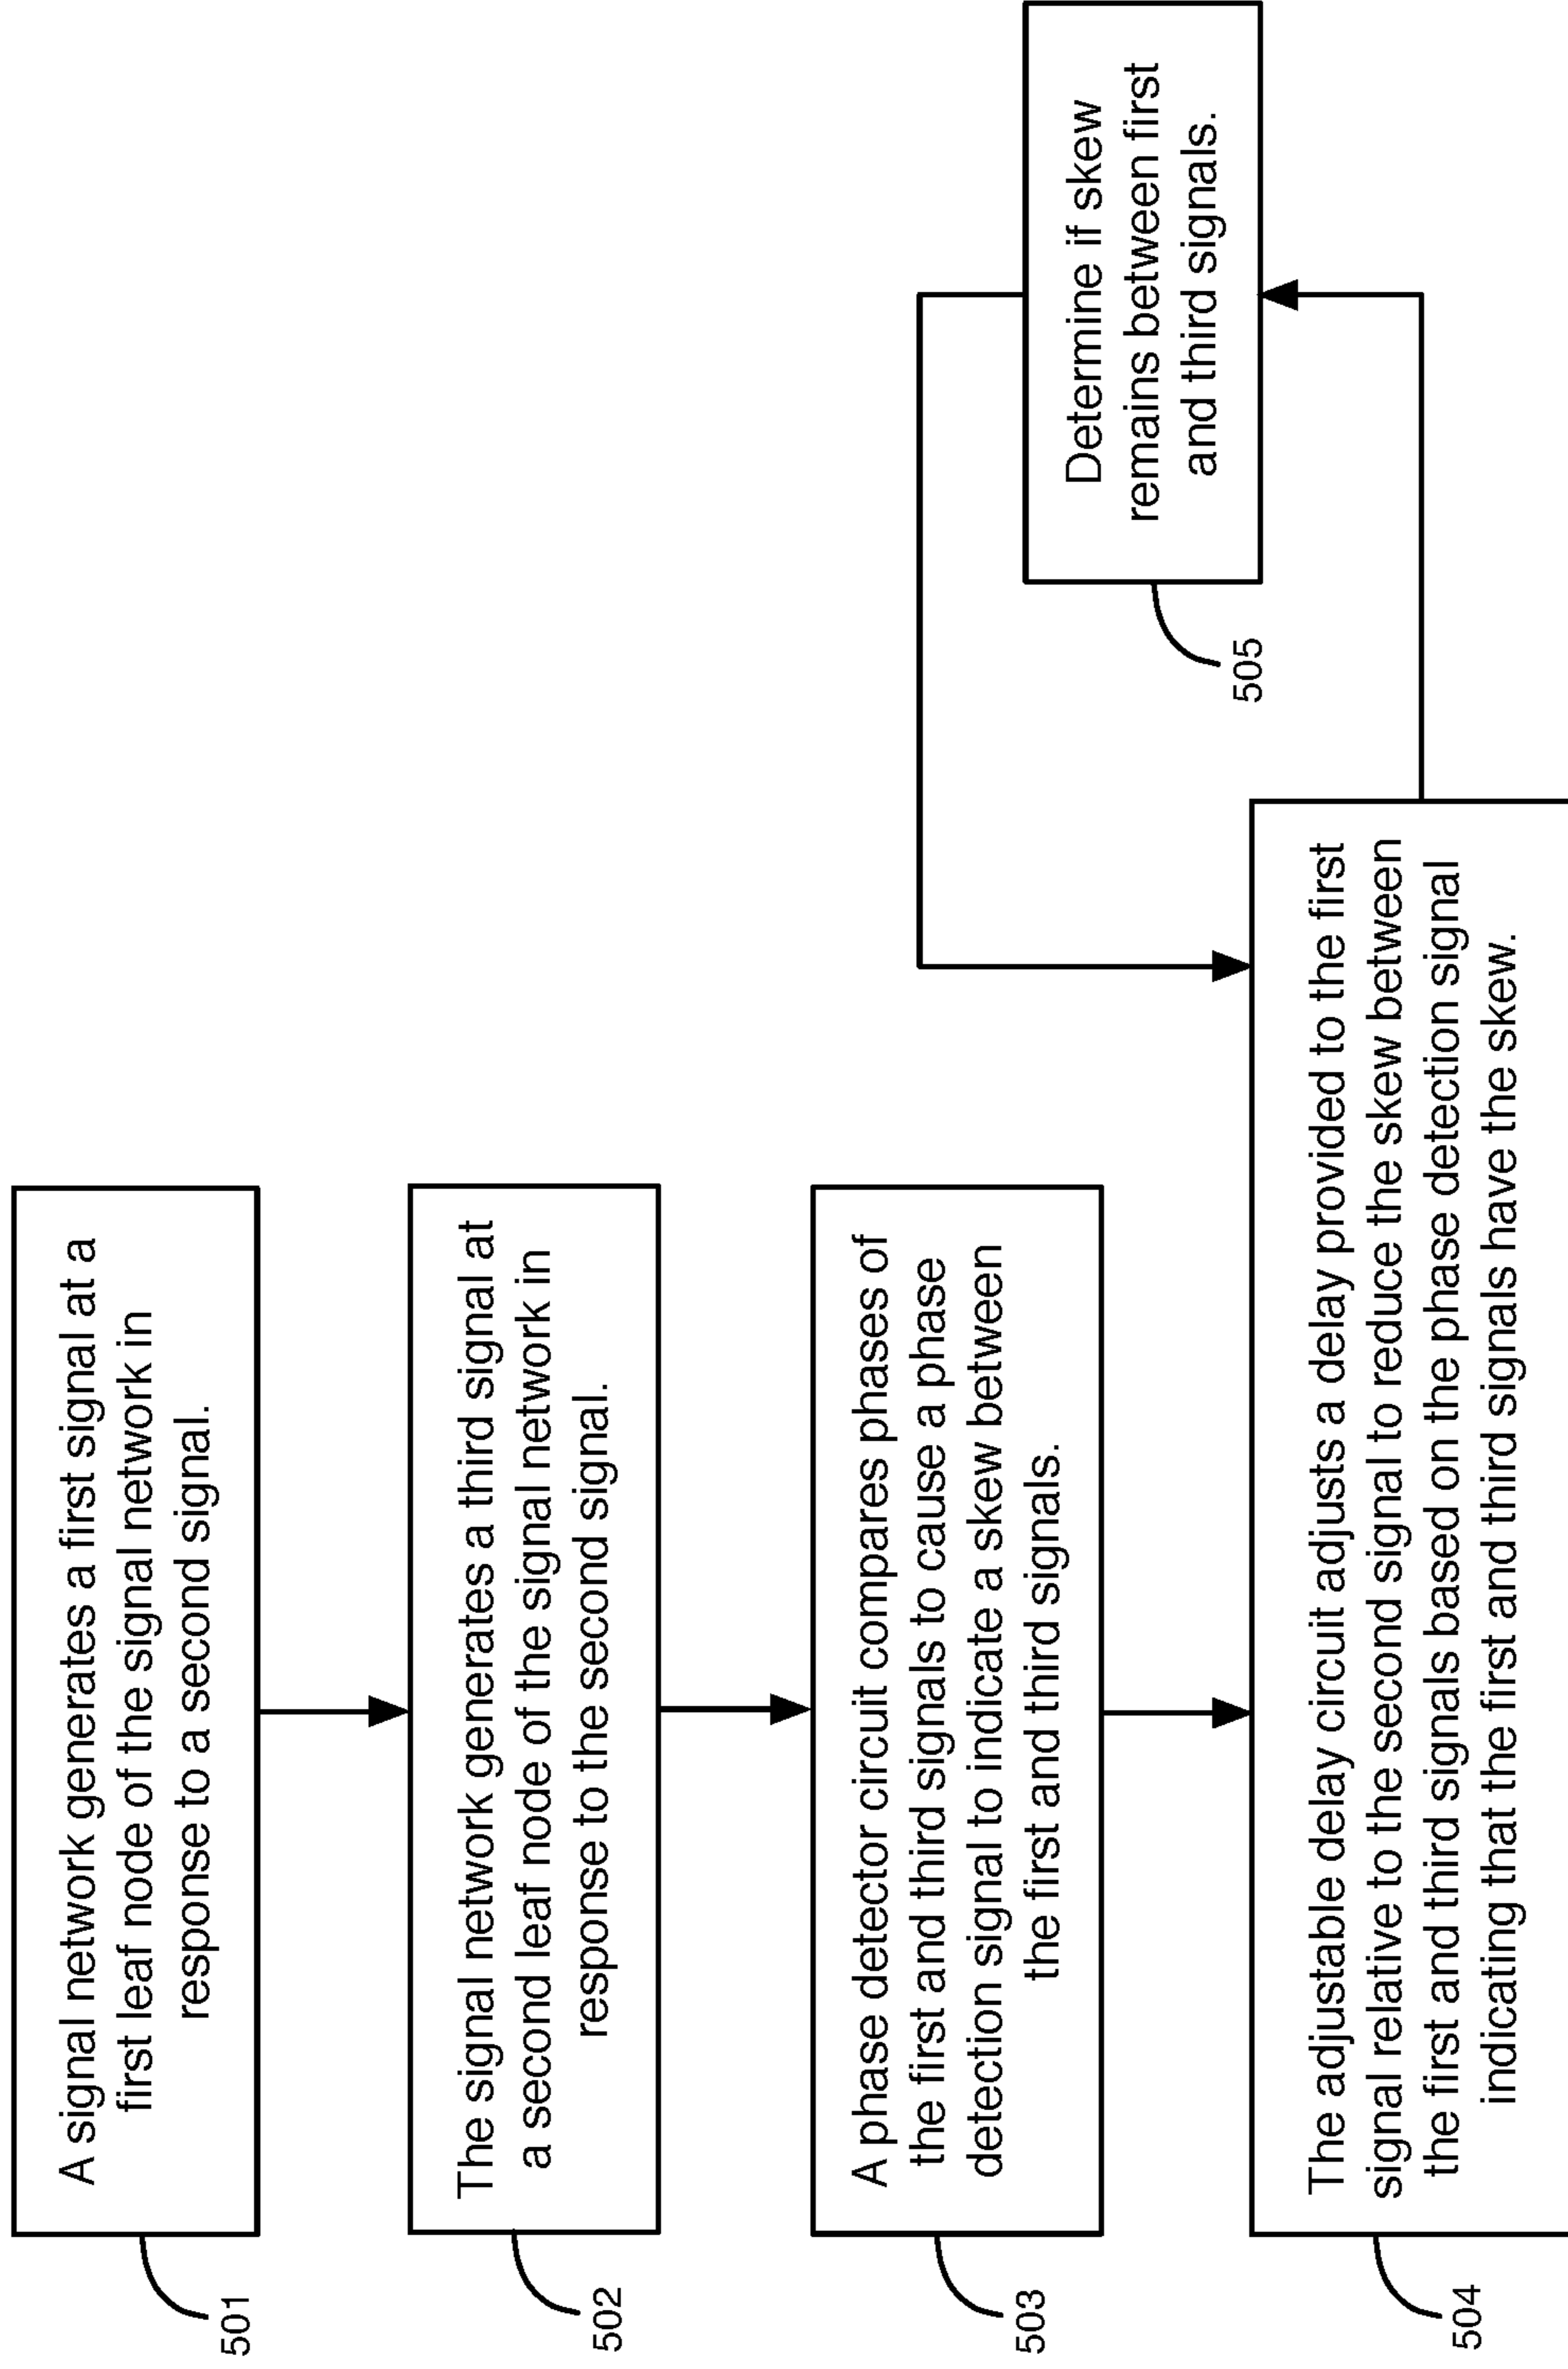 A signal network generates a first signal at a
first leaf node of the signal network in
response to a second signal.
501
The signal network generates a third signal at
a second leaf node of the signal network in
response to the second signal.
502
A phase detector circuit compares phases of
the first and third signals to cause a phase
detection signal to indicate a skew between
the first and third signals.
503
The adjustable delay circuit adjusts a delay provided to the first
signal relative to the second signal to reduce the skew between
the first and third signals based on the phase detection signal
indicating that the first and third signals have the skew.
504
Determine if skew
remains between first
and third signals.
505